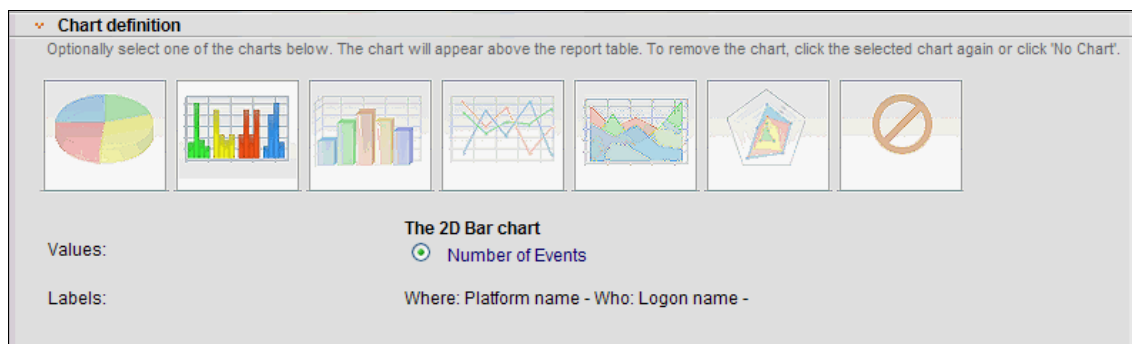 Chart definition
Optionally select one of the charts below. The chart will appear above the report table. To remove the chart, click the selected chart again or click 'No Chart'.
The 2D Bar chart
Values:
Number of Events
Labels:
Where: Platform name - Who: Logon name -